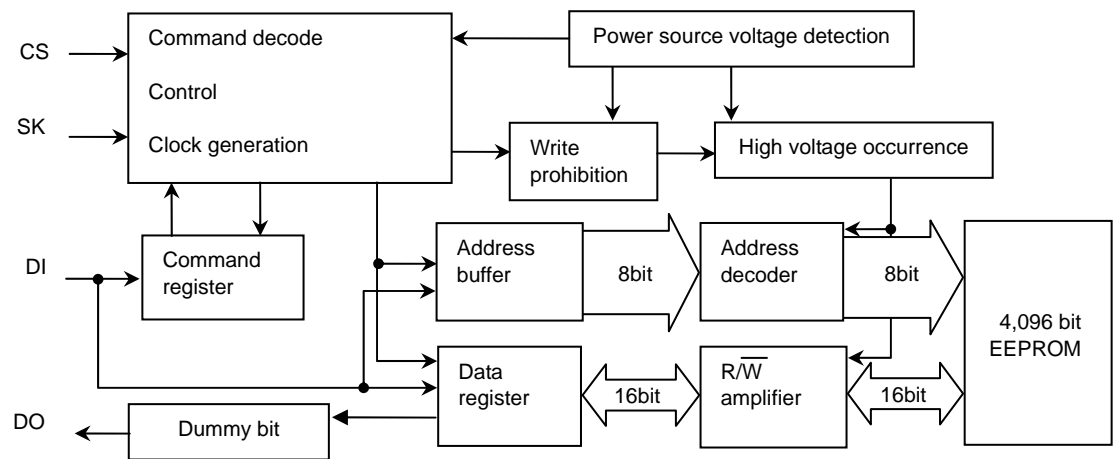 CS
Command decode
Control
Clock generation
SK
Power source voltage detection
Write
prohibition
High voltage occurrence
DI
Command
register
Address
buffer
8bit
Address
decoder
8bit
4,096 bit
EEPROM
Data
register
16bit
R/W̅
amplifier
16bit
DO
Dummy bit